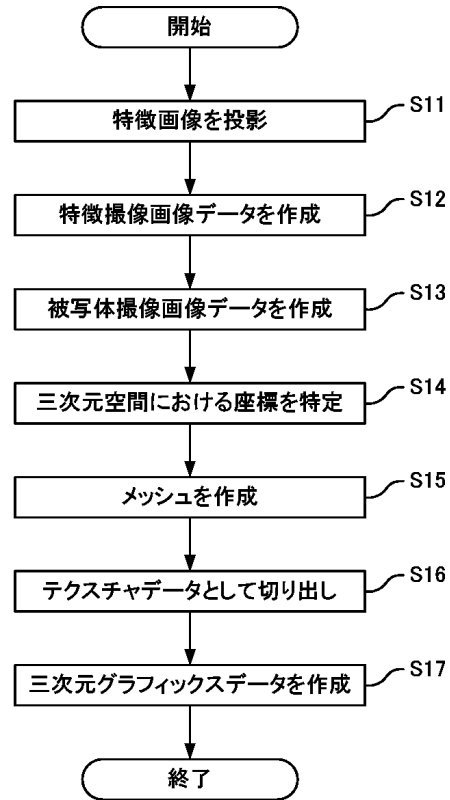 開始
特徴画像を投影
S11
特徴撮像画像データを作成
S12
被写体撮像画像データを作成
S13
三次元空間における座標を特定
S14
メッシュを作成
S15
テクスチャデータとして切り出し
S16
三次元グラフィックスデータを作成
S17
終了